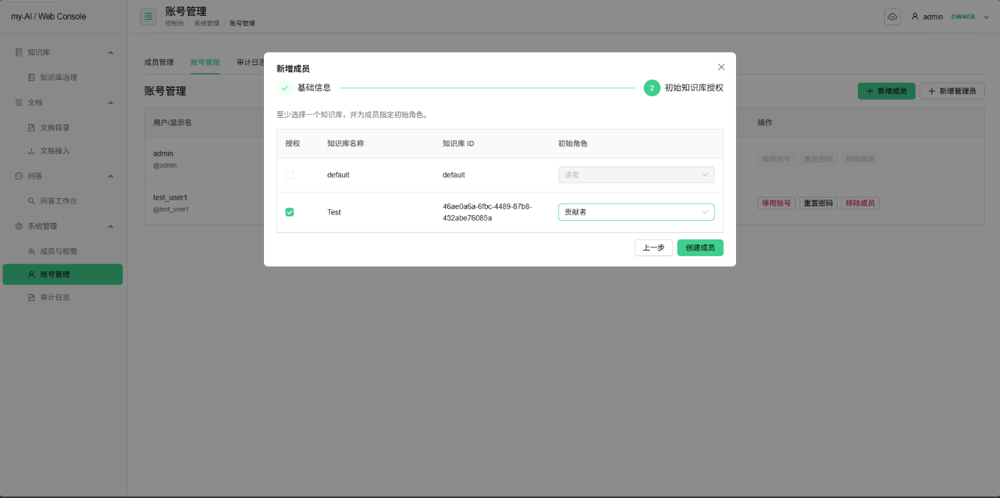 my-AI / Web Console
账号管理
控制台 / 系统管理 / 账号管理
admin OWNER
知识库
知识库治理
文档
文档目录
文档接入
问答
问答工作台
系统管理
成员与权限
账号管理
审计日志
成员管理 账号管理 审计日志
账号管理
新增成员 新增管理员
用户/显示名 操作
admin
@admin
停用账号 重置密码 移除成员
test_user1
@test_user1
停用账号 重置密码 移除成员
新增成员
基础信息 2 初始知识库授权
至少选择一个知识库，并为成员指定初始角色。
授权 知识库名称 知识库 ID 初始角色
default default 读者
Test 46ae0a6a-6fbc-4489-87b8-
432abe76085a 贡献者
上一步 创建成员